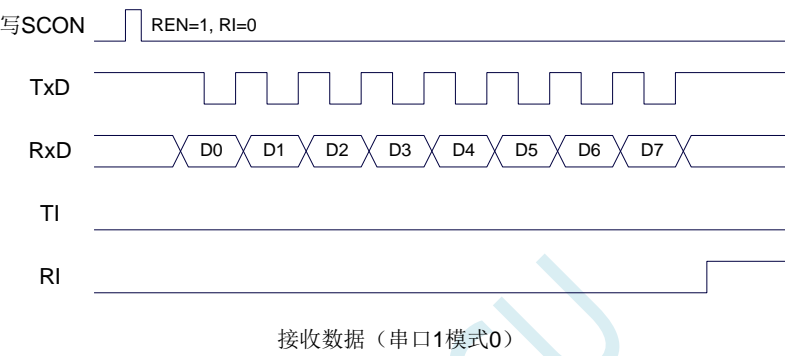 写SCON REN=1, RI=0
TxD
RxD D0 D1 D2 D3 D4 D5 D6 D7
TI
RI
接收数据（串口1模式0）